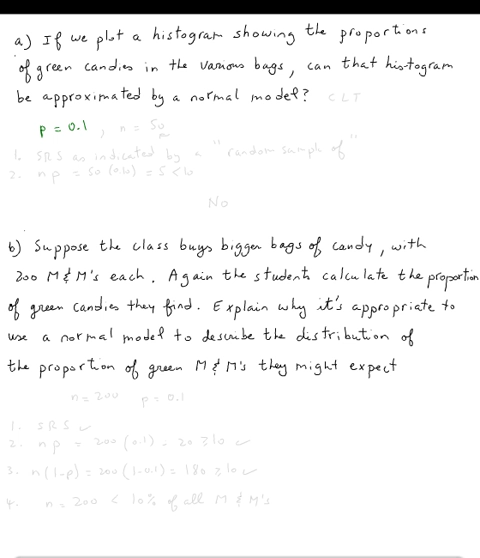 a) If we plot a histogram showing the proportions
of green candies in the various bags, can that histogram
be approximated by a normal model? CLT
p = 0.1, n = 50
1. SRS as indicated by a "random sample of"
2. np = 50 (0.10) = 5 < 10
No
b) Suppose the class buys bigger bags of candy, with
200 M & M's each. Again the students calculate the proportion
of green candies they find. Explain why it's appropriate to
use a normal model to describe the distribution of
the proportion of green M & M's they might expect
n = 200 p = 0.1
1. SRS ✓
2. np = 200 (0.1) = 20 ≥ 10 ✓
3. n(1-p) = 200 (1-0.1) = 180 ≥ 10 ✓
4. n = 200 < 10% of all M & M's